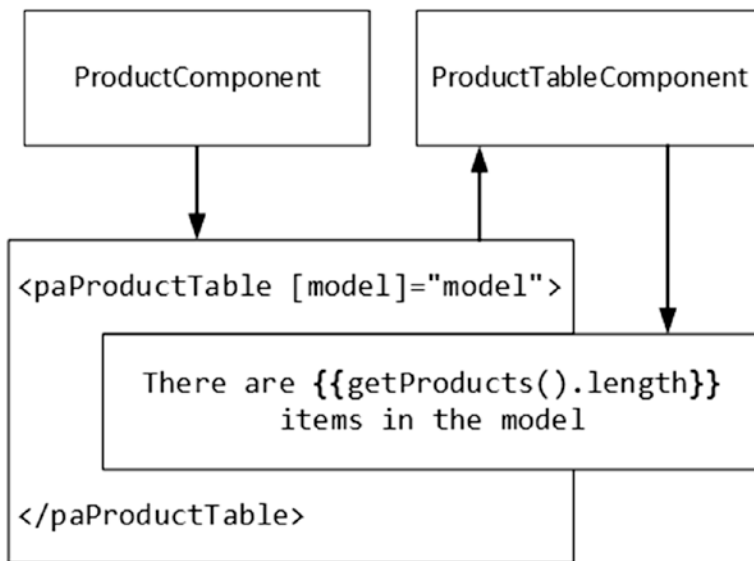 ProductComponent
ProductTableComponent
<paProductTable [model]="model">
There are {{getProducts().length}}
items in the model
</paProductTable>